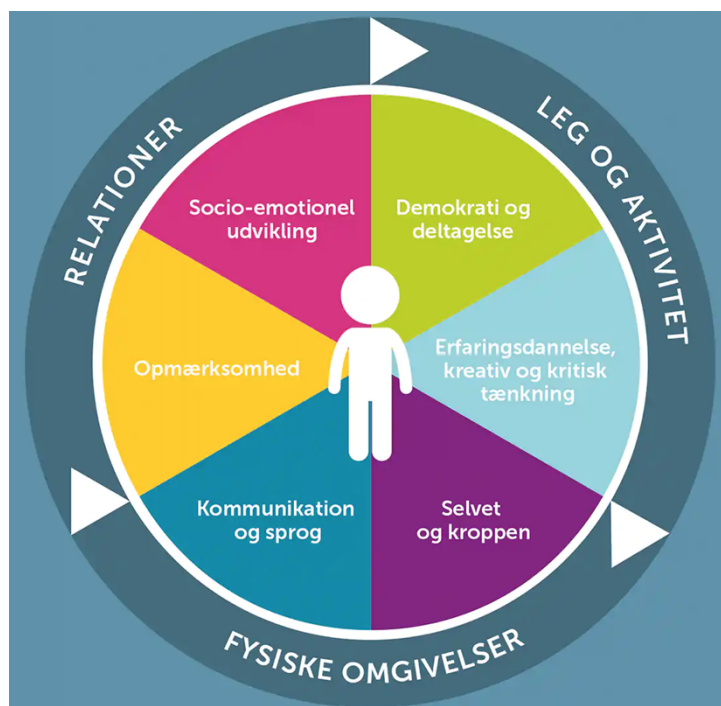 RELATIONER
LEG OG AKTIVITET
Socio-emotionel
udvikling
Demokrati og
deltagelse
Opmærksomhed
Erfaringsdannelse,
kreativ og kritisk
tænkning
Kommunikation
og sprog
Selvet
og kroppen
FYSISKE OMGIVELSER